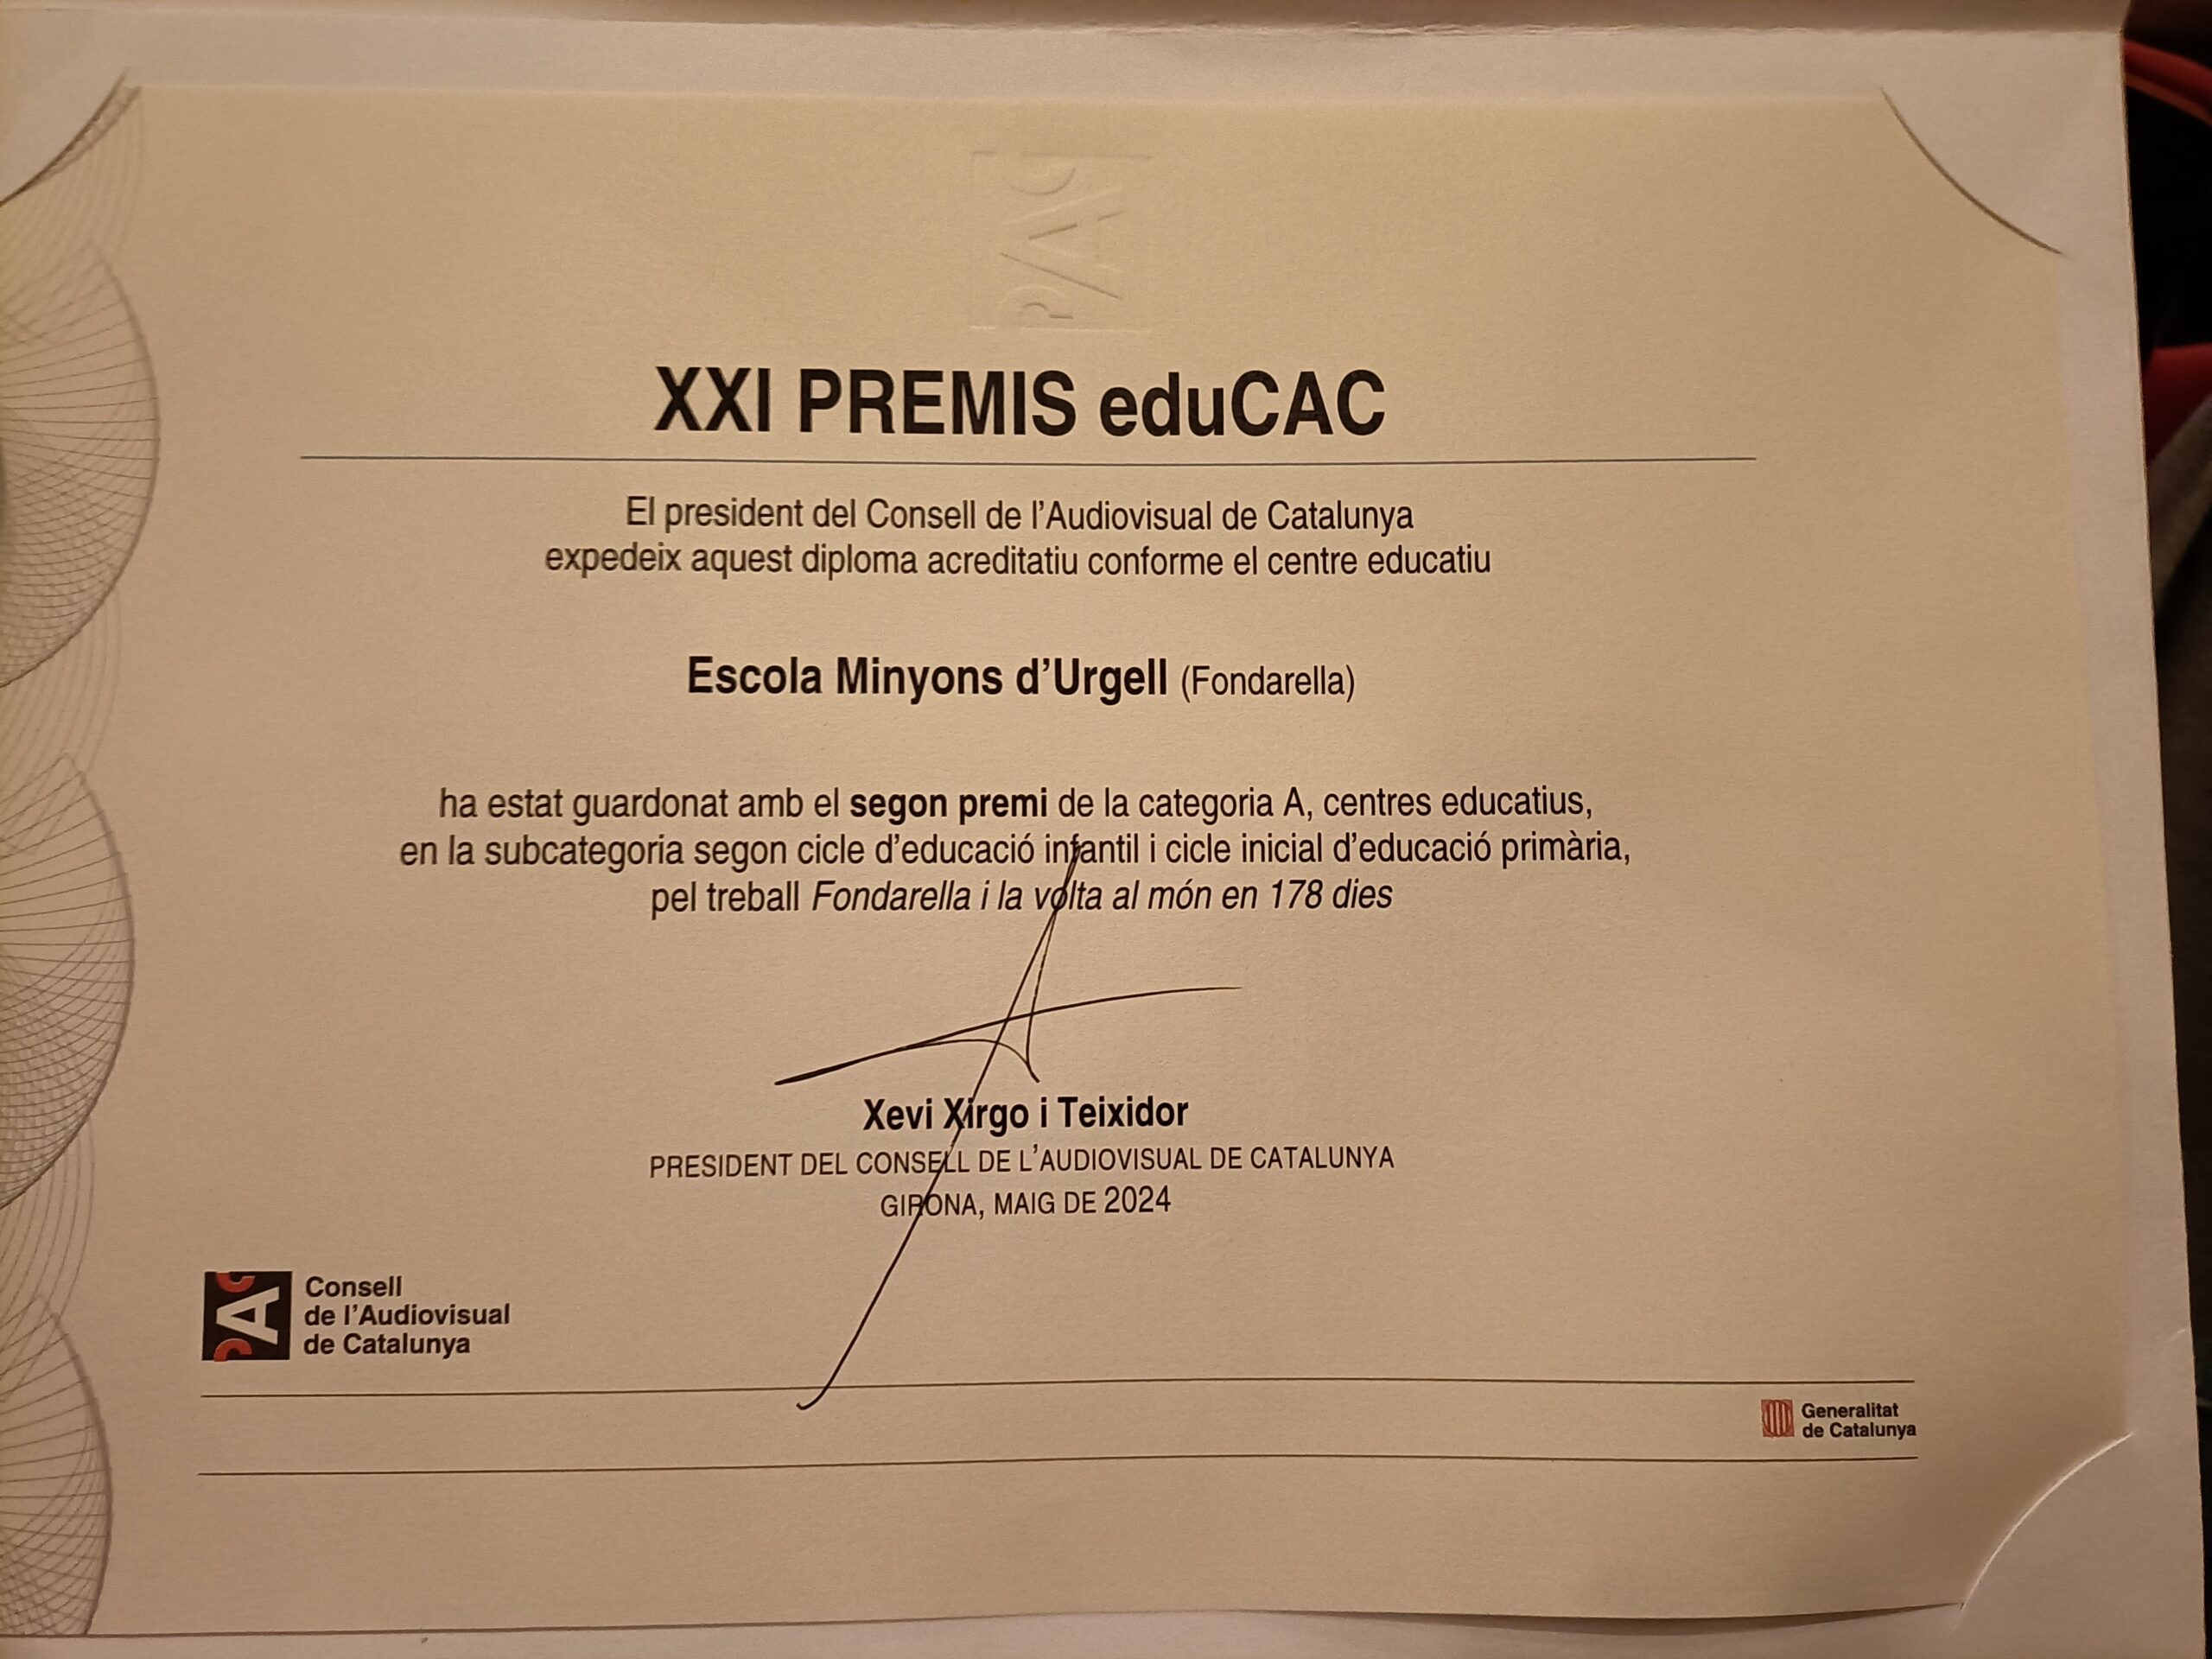 XXI PREMIS eduCAC
El president del Consell de l'Audiovisual de Catalunya
expedeix aquest diploma acreditatiu conforme el centre educatiu
Escola Minyons d'Urgell (Fondarella)
ha estat guardonat amb el segon premi de la categoria A, centres educatius,
en la subcategoria segon cicle d'educació infantil i cicle inicial d'educació primària,
pel treball Fondarella i la volta al món en 178 dies
Xevi Xirgo i Teixidor
PRESIDENT DEL CONSELL DE L'AUDIOVISUAL DE CATALUNYA
GIRONA, MAIG DE 2024
CAC
Consell
de l'Audiovisual
de Catalunya
Generalitat
de Catalunya